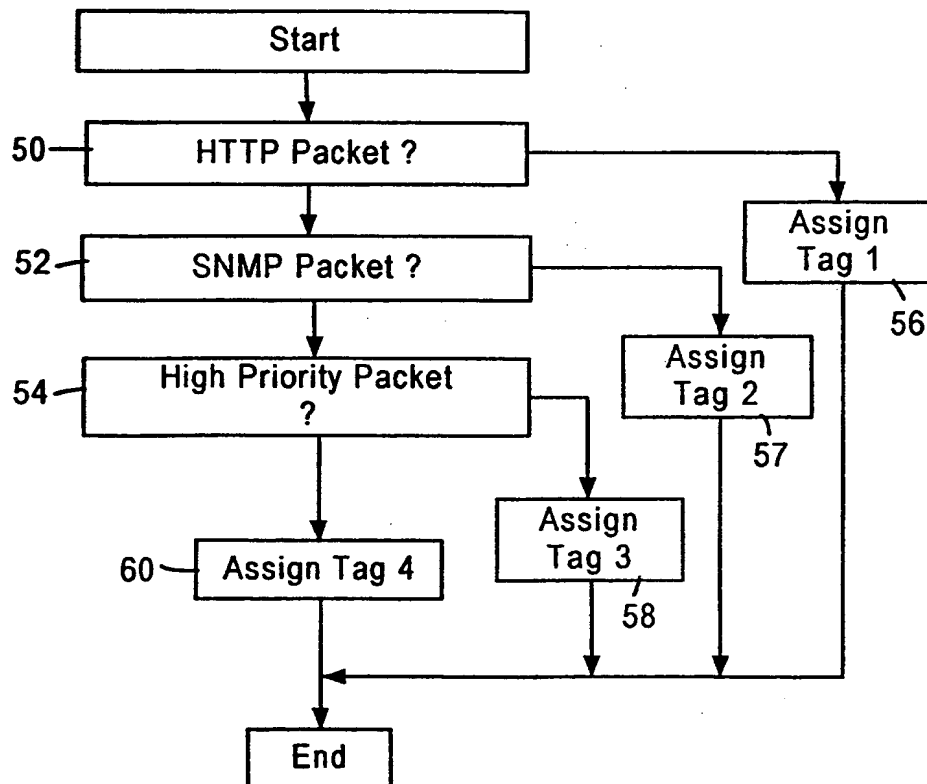 Start
50
HTTP Packet ?
Assign
Tag 1
56
52
SNMP Packet ?
Assign
Tag 2
57
54
High Priority Packet
?
Assign
Tag 3
58
60
Assign Tag 4
End